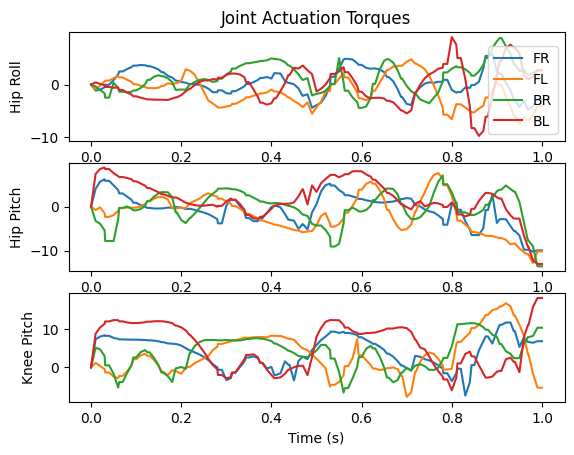 Joint Actuation Torques
Hip Roll
0
−10
FR
FL
BR
BL
0.0 0.2 0.4 0.6 0.8 1.0
Hip Pitch
0
−10
0.0 0.2 0.4 0.6 0.8 1.0
Knee Pitch
10
0
0.0 0.2 0.4 0.6 0.8 1.0
Time (s)